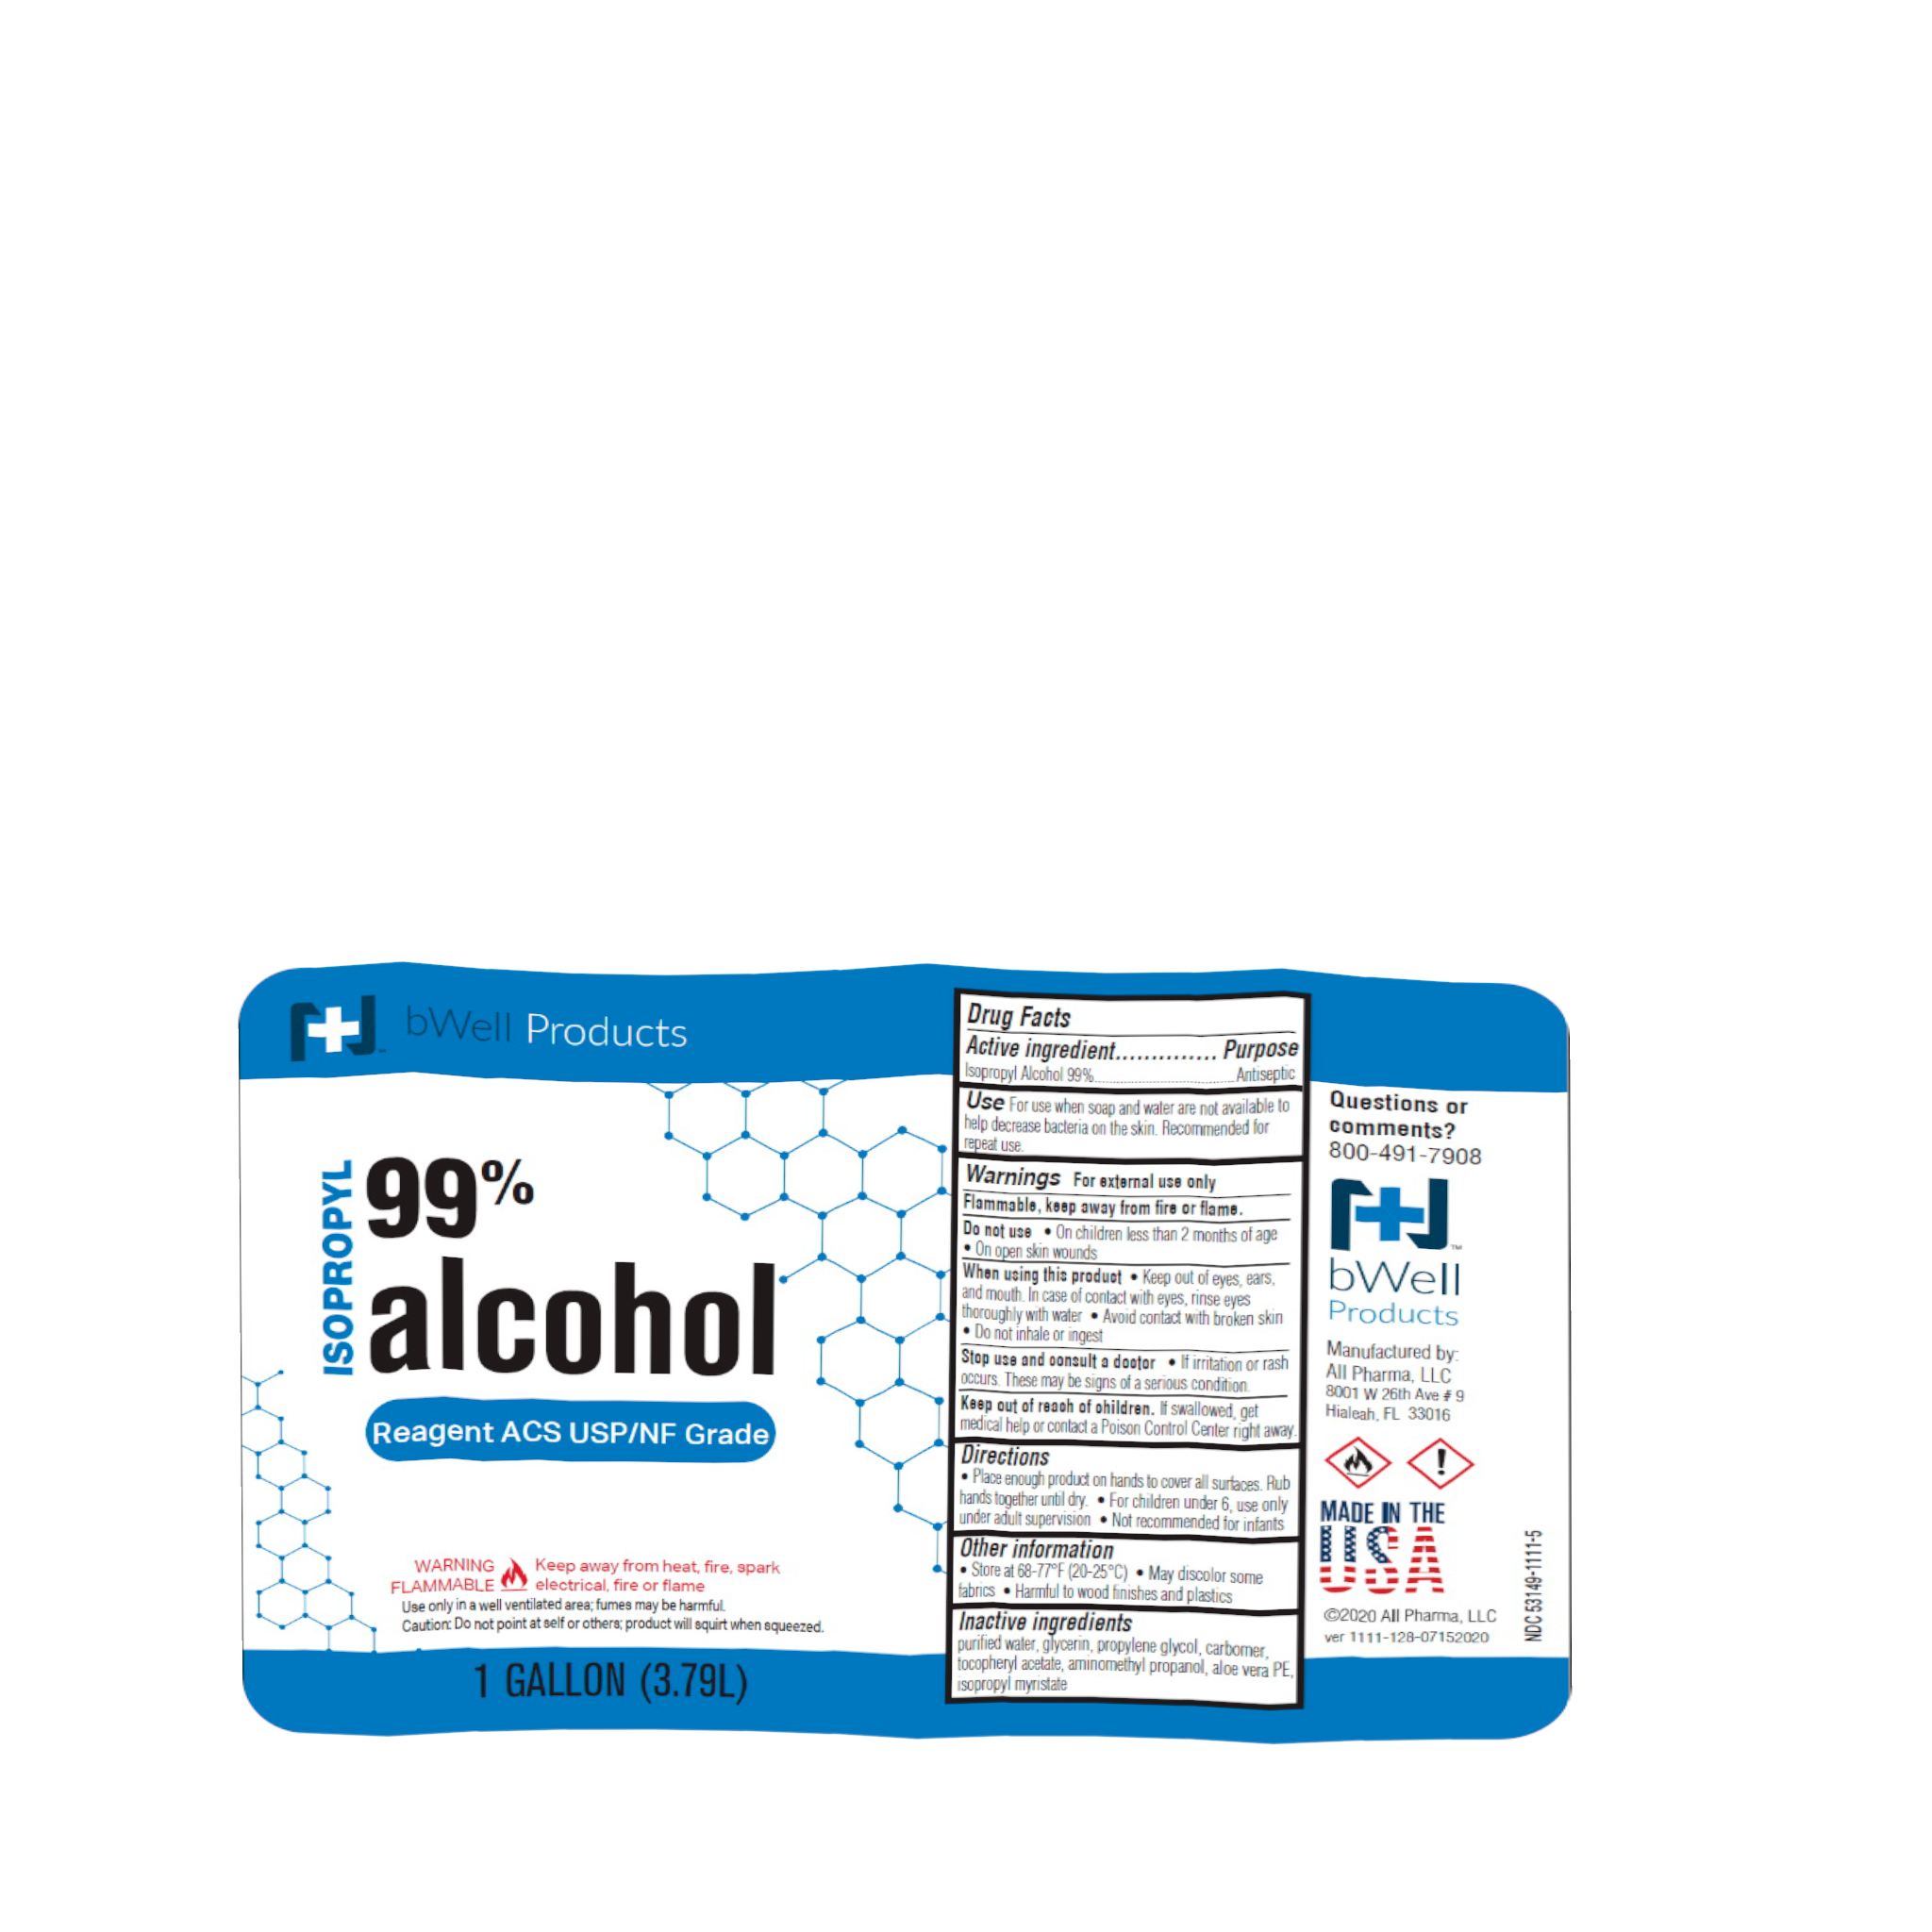 bWell Products
ISOPROPYL
99%
alcohol
Reagent ACS USP/NF Grade
WARNING
FLAMMABLE
Keep away from heat, fire, spark
electrical, fire or flame
Use only in a well ventilated area; fumes may be harmful.
Caution: Do not point at self or others; product will squirt when squeezed.
1 GALLON (3.79L)
Drug Facts
Active ingredient.............. Purpose
Isopropyl Alcohol 99%........................................Antiseptic
Use For use when soap and water are not available to
help decrease bacteria on the skin. Recommended for
repeat use.
Warnings For external use only
Flammable, keep away from fire or flame.
Do not use • On children less than 2 months of age
• On open skin wounds
When using this product • Keep out of eyes, ears,
and mouth. In case of contact with eyes, rinse eyes
thoroughly with water • Avoid contact with broken skin
• Do not inhale or ingest
Stop use and consult a doctor • If irritation or rash
occurs. These may be signs of a serious condition.
Keep out of reach of children. If swallowed, get
medical help or contact a Poison Control Center right away.
Directions
• Place enough product on hands to cover all surfaces. Rub
hands together until dry. • For children under 6, use only
under adult supervision • Not recommended for infants
Other information
• Store at 68-77°F (20-25°C) • May discolor some
fabrics • Harmful to wood finishes and plastics
Inactive ingredients
purified water, glycerin, propylene glycol, carbomer,
tocopheryl acetate, aminomethyl propanol, aloe vera PE,
isopropyl myristate
Questions or
comments?
800-491-7908
TM
bWell
Products
Manufactured by:
All Pharma, LLC
8001 W 26th Ave # 9
Hialeah, FL 33016
!
MADE IN THE
USA
©2020 All Pharma, LLC
ver 1111-128-07152020
NDC 53149-1111-5